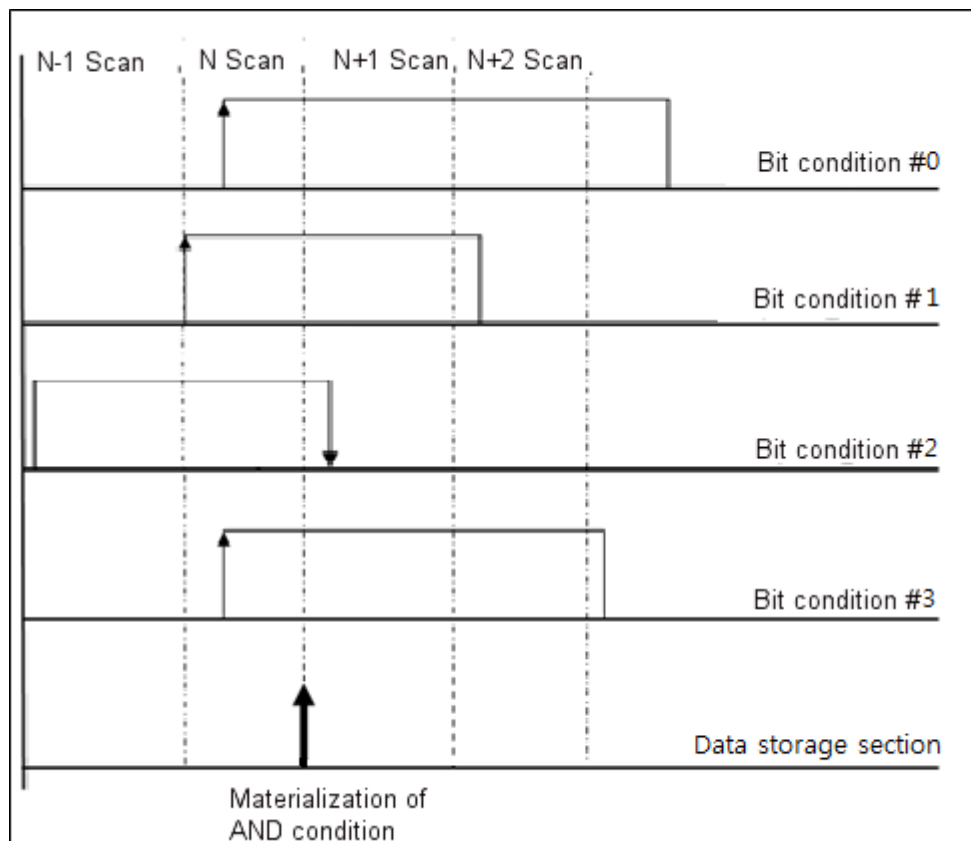 N-1 Scan
N Scan
N+1 Scan
N+2 Scan
Bit condition #0
Bit condition #1
Bit condition #2
Bit condition #3
Data storage section
Materialization of
AND condition